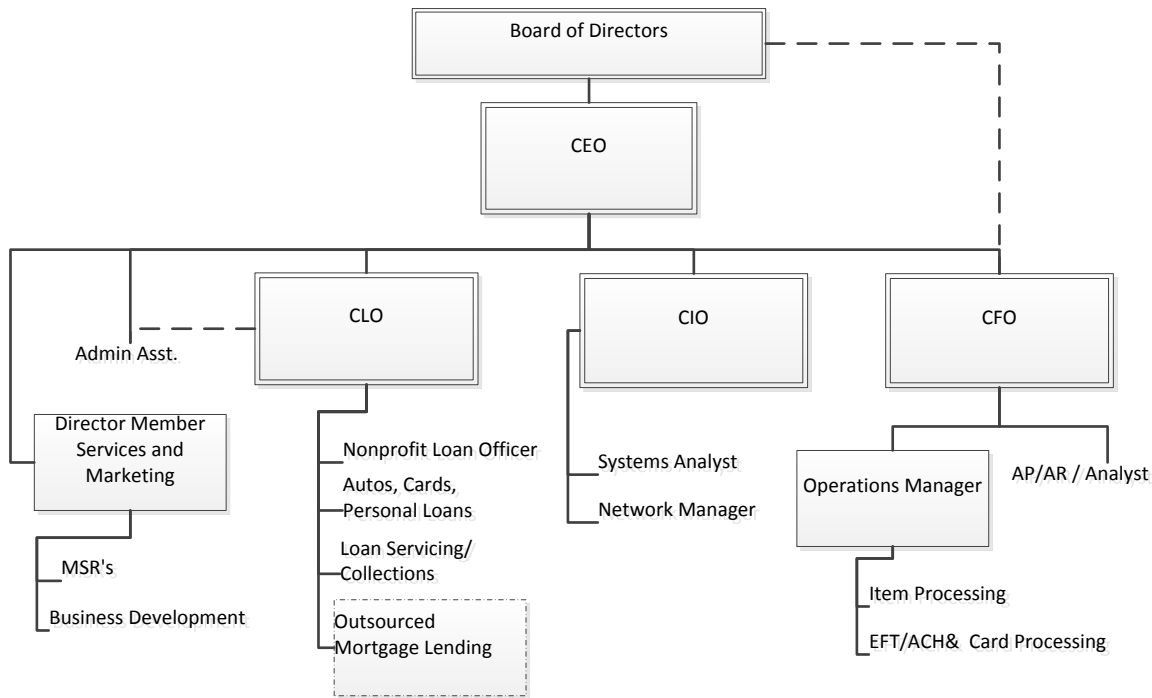 Board of Directors
CEO
CLO
CIO
CFO
Admin Asst.
Director Member
Services and
Marketing
MSR's
Business Development
Nonprofit Loan Officer
Autos, Cards,
Personal Loans
Loan Servicing/
Collections
Outsourced
Mortgage Lending
Systems Analyst
Network Manager
Operations Manager
AP/AR / Analyst
Item Processing
EFT/ACH&  Card Processing